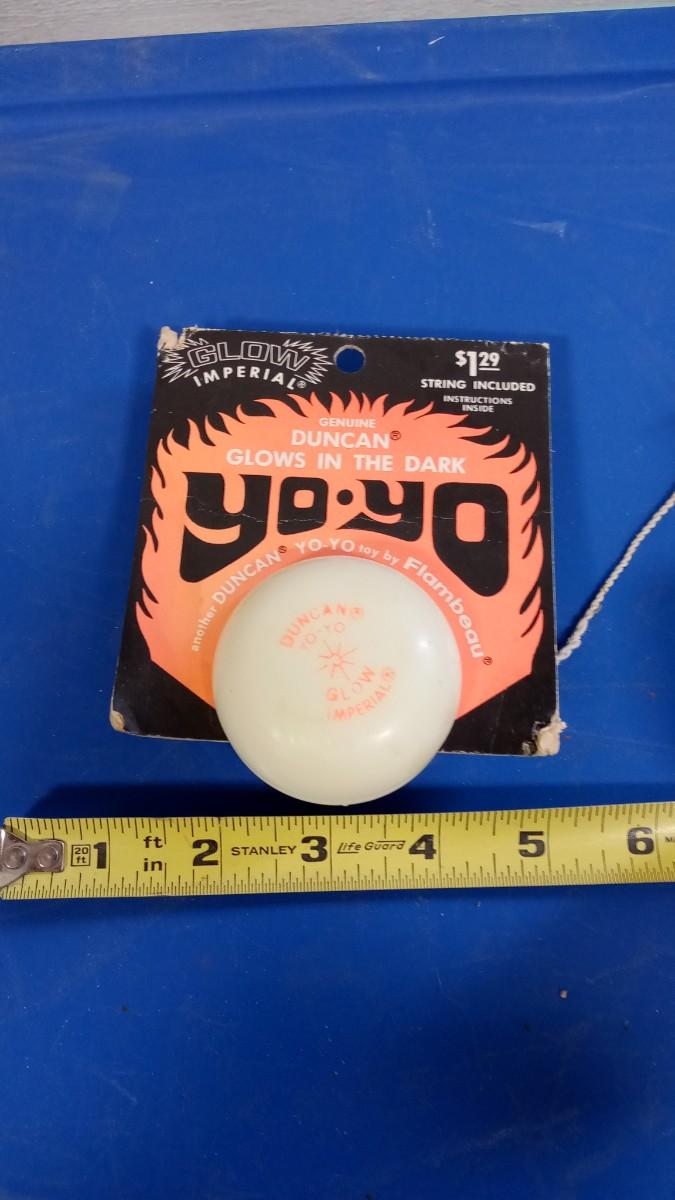 GLOW
IMPERIAL®
$1.29
STRING INCLUDED
INSTRUCTIONS
INSIDE
GENUINE
DUNCAN®
GLOWS IN THE DARK
yo·yo
another DUNCAN® YO-YO toy by Flambeau®
DUNCAN®
YO-YO
GLOW
IMPERIAL®
20
ft
1
ft
in
2
STANLEY
3
Life Guard
4
5
6